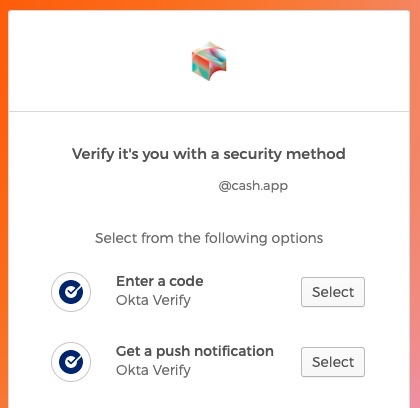 Verify it's you with a security method
@cash.app
Select from the following options
Enter a code
Okta Verify
Select
Get a push notification
Okta Verify
Select